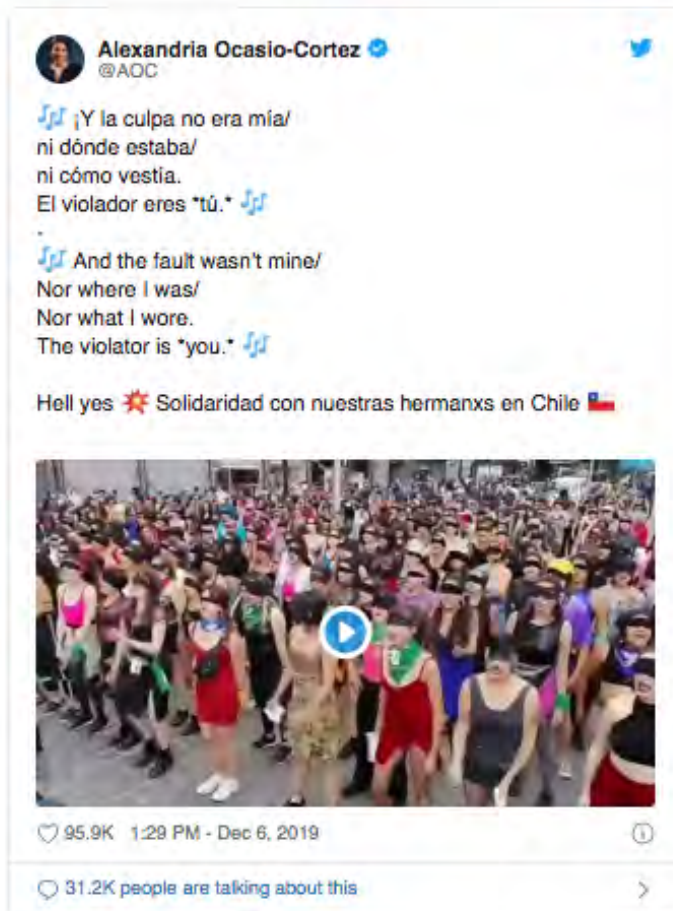 Alexandria Ocasio-Cortez
@AOC
🎶 ¡Y la culpa no era mía/
ni dónde estaba/
ni cómo vestía.
El violador eres *tú.* 🎶
.
🎶 And the fault wasn't mine/
Nor where I was/
Nor what I wore.
The violator is *you.* 🎶
Hell yes 💥 Solidaridad con nuestras hermanxs en Chile 🇨🇱
95.9K 1:29 PM - Dec 6, 2019
31.2K people are talking about this